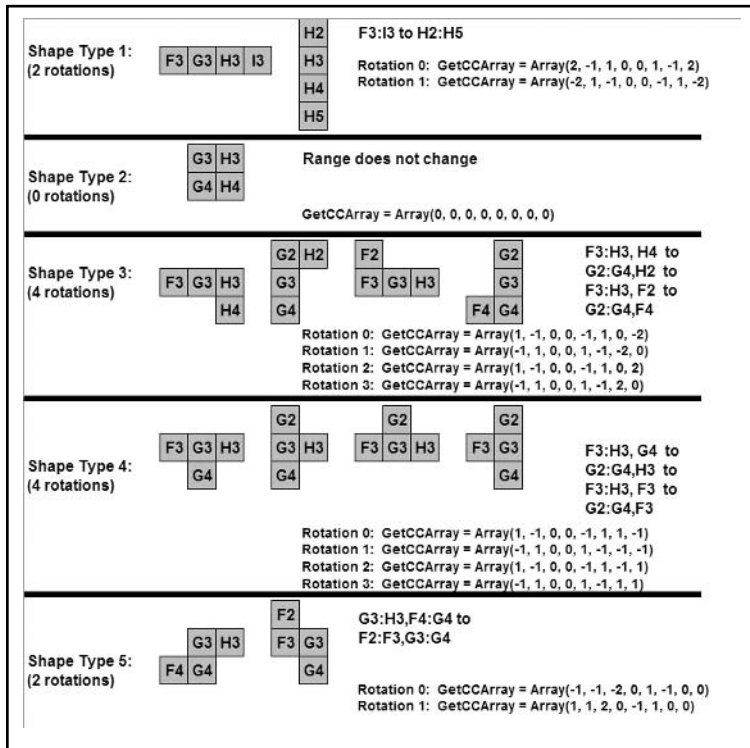 Shape Type 1:
(2 rotations)
F3 G3 H3 I3
H2
H3
H4
H5
F3:I3 to H2:H5
Rotation 0: GetCCArray = Array(2, -1, 1, 0, 0, 1, -1, 2)
Rotation 1: GetCCArray = Array(-2, 1, -1, 0, 0, -1, 1, -2)
Shape Type 2:
(0 rotations)
G3 H3
G4 H4
Range does not change
GetCCArray = Array(0, 0, 0, 0, 0, 0, 0, 0)
Shape Type 3:
(4 rotations)
F3 G3 H3
H4
G2 H2
G3
G4
F2
F3 G3 H3
G2
G3
F4 G4
F3:H3, H4 to
G2:G4,H2 to
F3:H3, F2 to
G2:G4,F4
Rotation 0: GetCCArray = Array(1, -1, 0, 0, -1, 1, 0, -2)
Rotation 1: GetCCArray = Array(-1, 1, 0, 0, 1, -1, -2, 0)
Rotation 2: GetCCArray = Array(1, -1, 0, 0, -1, 1, 0, 2)
Rotation 3: GetCCArray = Array(-1, 1, 0, 0, 1, -1, 2, 0)
Shape Type 4:
(4 rotations)
F3 G3 H3
G4
G2
G3 H3
G4
G2
F3 G3 H3
G2
F3 G3
G4
F3:H3, G4 to
G2:G4,H3 to
F3:H3, F3 to
G2:G4,F3
Rotation 0: GetCCArray = Array(1, -1, 0, 0, -1, 1, 1, -1)
Rotation 1: GetCCArray = Array(-1, 1, 0, 0, 1, -1, -1, -1)
Rotation 2: GetCCArray = Array(1, -1, 0, 0, -1, 1, -1, 1)
Rotation 3: GetCCArray = Array(-1, 1, 0, 0, 1, -1, 1, 1)
Shape Type 5:
(2 rotations)
G3 H3
F4 G4
F2
F3 G3
G4
G3:H3,F4:G4 to
F2:F3,G3:G4
Rotation 0: GetCCArray = Array(-1, -1, -2, 0, 1, -1, 0, 0)
Rotation 1: GetCCArray = Array(1, 1, 2, 0, -1, 1, 0, 0)